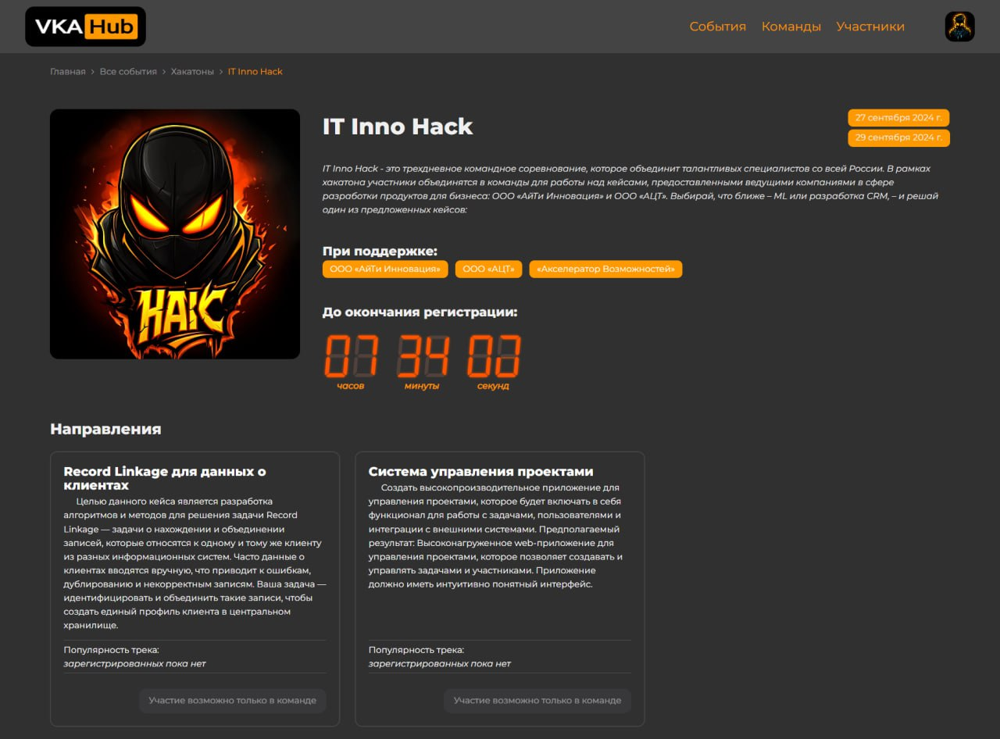 VKA Hub
События Команды Участники
Главная > Все события > Хакатоны > IT Inno Hack
IT Inno Hack
27 сентября 2024 г.
29 сентября 2024 г.
IT Inno Hack - это трехдневное командное соревнование, которое объединит талантливых специалистов со всей России. В рамках
хакатона участники объединятся в команды для работы над кейсами, предоставленными ведущими компаниями в сфере
разработки продуктов для бизнеса: ООО «АйТи Инновация» и ООО «АЦТ». Выбирай, что ближе – ML или разработка CRM, – и решай
один из предложенных кейсов:
При поддержке:
ООО «АйТи Инновация» ООО «АЦТ» «Акселератор Возможностей»
НАІС
До окончания регистрации:
07 34
часов минуты секунд
Направления
Record Linkage для данных о
клиентах
Целью данного кейса является разработка
алгоритмов и методов для решения задачи Record
Linkage — задачи о нахождении и объединении
записей, которые относятся к одному и тому же клиенту
из разных информационных систем. Часто данные о
клиентах вводятся вручную, что приводит к ошибкам,
дублированию и некорректным записям. Ваша задача —
идентифицировать и объединить такие записи, чтобы
создать единый профиль клиента в центральном
хранилище.
Популярность трека:
зарегистрированных пока нет
Участие возможно только в команде
Система управления проектами
Создать высокопроизводительное приложение для
управления проектами, которое будет включать в себя
функционал для работы с задачами, пользователями и
интеграции с внешними системами. Предполагаемый
результат: Высоконагруженное web-приложение для
управления проектами, которое позволяет создавать и
управлять задачами и участниками. Приложение
должно иметь интуитивно понятный интерфейс.
Популярность трека:
зарегистрированных пока нет
Участие возможно только в команде